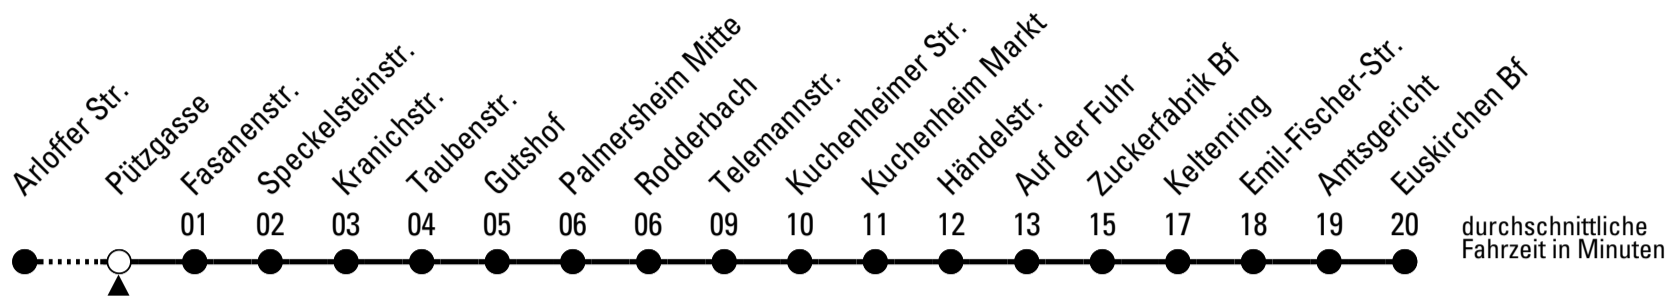 Arloffer Str.
Pützgasse
Fasanenstr.
Speckelsteinstr.
Kranichstr.
Taubenstr.
Gutshof
Palmersheim Mitte
Rodderbach
Telemannstr.
Kuchenheimer Str.
Kuchenheim Markt
Händelstr.
Auf der Fuhr
Zuckerfabrik Bf
Keltenring
Emil-Fischer-Str.
Amtsgericht
Euskirchen Bf
01 02 03 04 05 06 06 09 10 11 12 13 15 17 18 19 20
durchschnittliche
Fahrzeit in Minuten